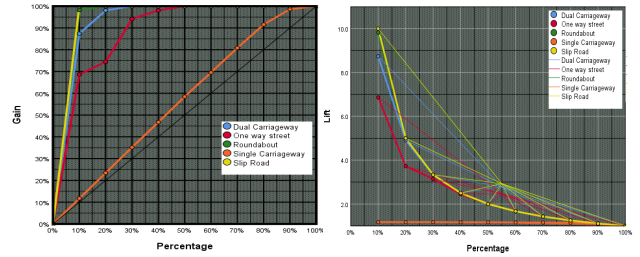 100%
90%
80%
70%
60%
50%
40%
30%
20%
10%
0%
Gain
0% 10% 20% 30% 40% 50% 60% 70% 80% 90% 100%
Percentage
Dual Carriageway
One way street
Roundabout
Single Carriageway
Slip Road
10.0
8.0
6.0
4.0
2.0
Lift
0% 10% 20% 30% 40% 50% 60% 70% 80% 90% 100%
Percentage
Dual Carriageway
One way street
Roundabout
Single Carriageway
Slip Road
Dual Carriageway
One way street
Roundabout
Single Carriageway
Slip Road